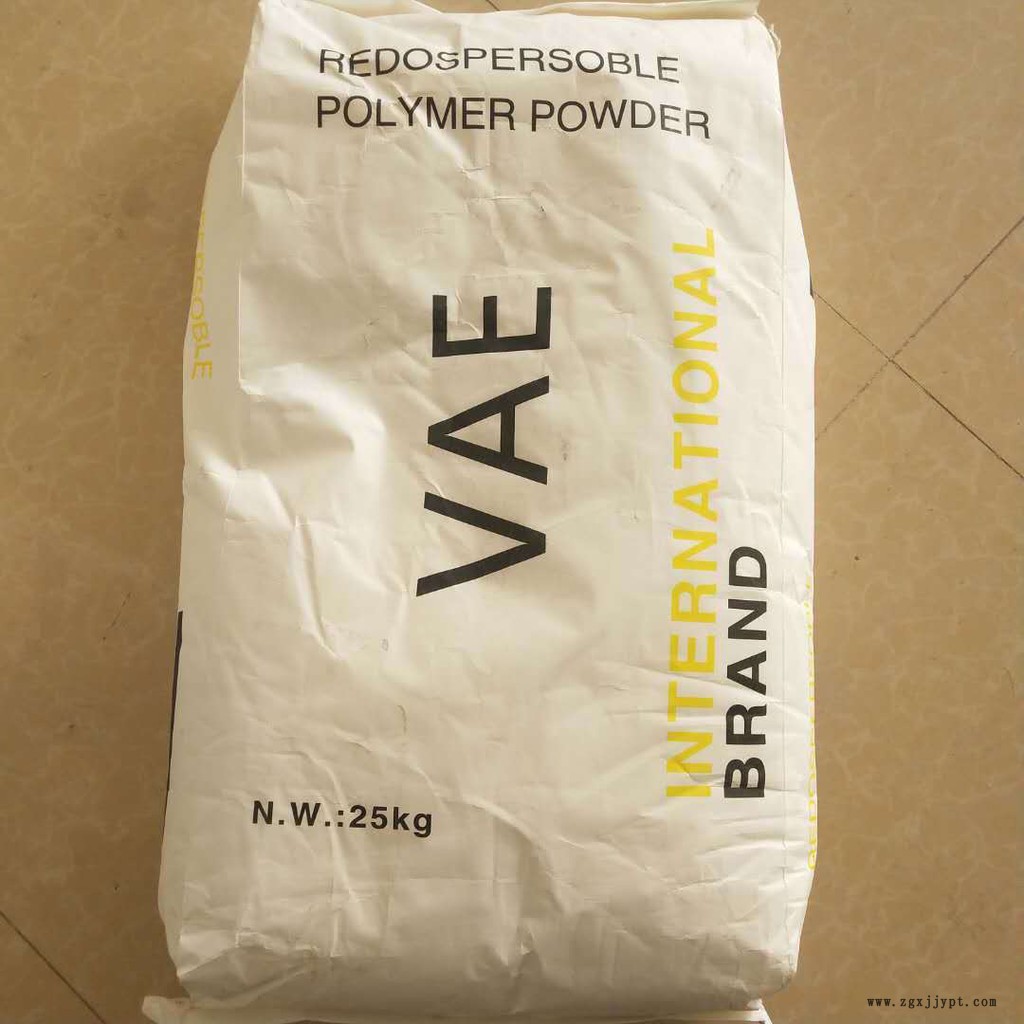 REDOSPERSOBLE
POLYMER POWDER
VAE
INTERNATIONAL
BRAND
N.W.:25kg
www.zgxjjypt.com